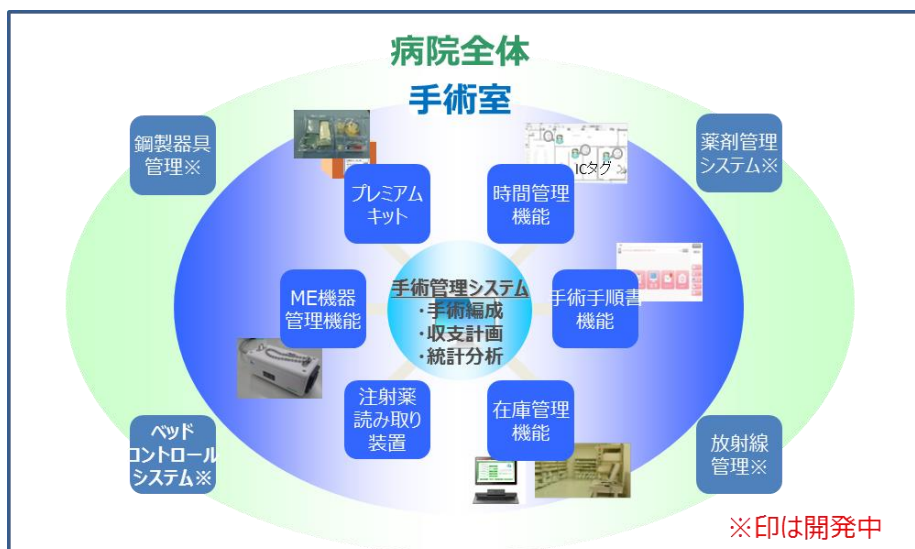 病院全体
手術室
鋼製器具
管理※
薬剤管理
システム※
ICタグ
プレミアム
キット
時間管理
機能
ME機器
管理機能
手術管理システム
・手術編成
・収支計画
・統計分析
手術手順書
機能
注射薬
読み取り
装置
在庫管理
機能
ベッド
コントロール
システム※
放射線
管理※
※印は開発中